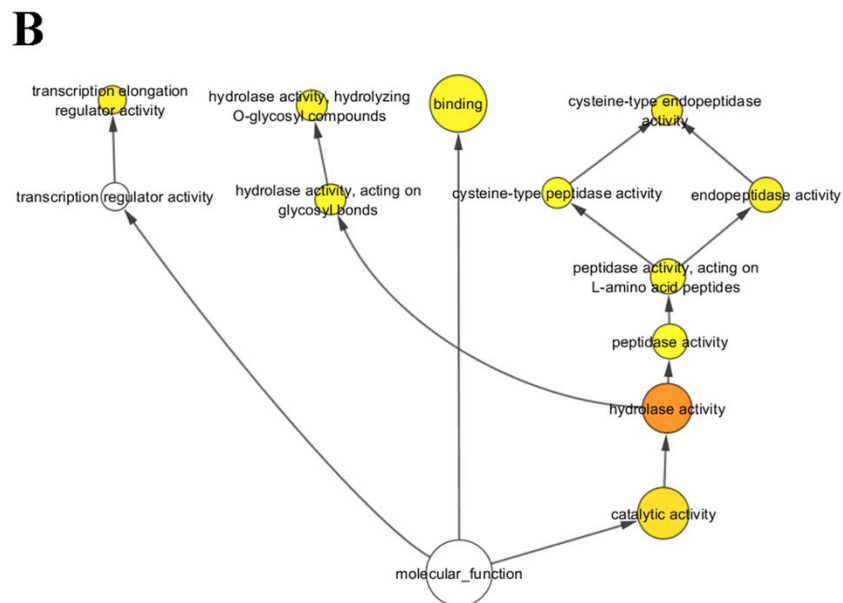 B
transcription elongation
regulator activity
hydrolase activity, hydrolyzing
O-glycosyl compounds
binding
cysteine-type endopeptidase
activity
transcription regulator activity
hydrolase activity, acting on
glycosyl bonds
cysteine-type peptidase activity
endopeptidase activity
peptidase activity, acting on
L-amino acid peptides
peptidase activity
hydrolase activity
catalytic activity
molecular_function